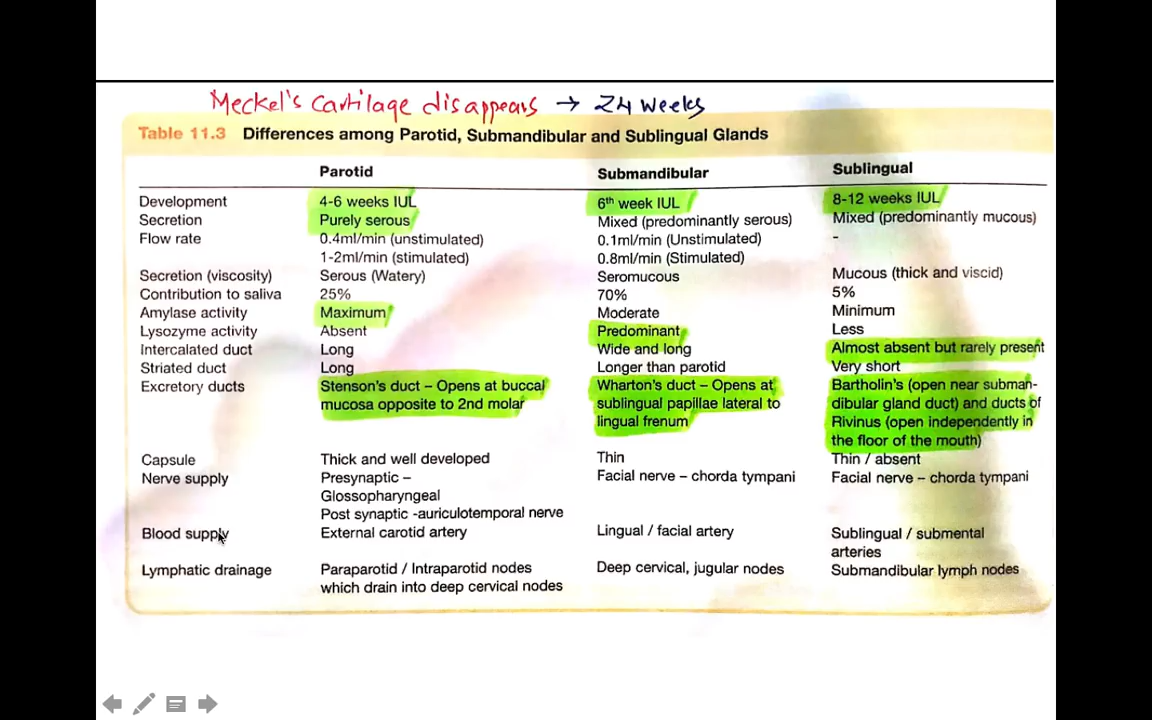 Meckel's cartilage disappears → 24 weeks
Table 11.3 Differences among Parotid, Submandibular and Sublingual Glands
Parotid Submandibular Sublingual
Development 4-6 weeks IUL 6th week IUL 8-12 weeks IUL
Secretion Purely serous Mixed (predominantly serous) Mixed (predominantly mucous)
Flow rate 0.4ml/min (unstimulated) 0.1ml/min (Unstimulated) -
1-2ml/min (stimulated) 0.8ml/min (Stimulated)
Secretion (viscosity) Serous (Watery) Seromucous Mucous (thick and viscid)
Contribution to saliva 25% 70% 5%
Amylase activity Maximum Moderate Minimum
Lysozyme activity Absent Predominant Less
Intercalated duct Long Wide and long Almost absent but rarely present
Striated duct Long Longer than parotid Very short
Excretory ducts Stenson's duct – Opens at buccal Wharton's duct – Opens at Bartholin's (open near subman-
mucosa opposite to 2nd molar sublingual papillae lateral to dibular gland duct) and ducts of
lingual frenum Rivinus (open independently in
the floor of the mouth)
Capsule Thick and well developed Thin Thin / absent
Nerve supply Presynaptic – Facial nerve – chorda tympani Facial nerve – chorda tympani
Glossopharyngeal
Post synaptic -auriculotemporal nerve
Blood supply External carotid artery Lingual / facial artery Sublingual / submental
arteries
Lymphatic drainage Paraparotid / Intraparotid nodes Deep cervical, jugular nodes Submandibular lymph nodes
which drain into deep cervical nodes